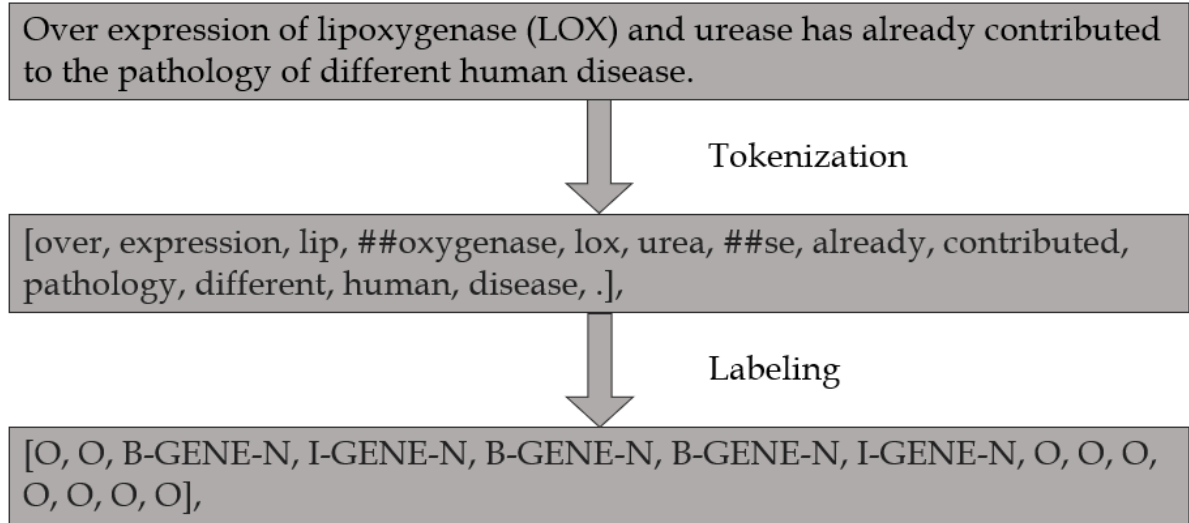 Over expression of lipoxygenase (LOX) and urease has already contributed
to the pathology of different human disease.
Tokenization
[over, expression, lip, ##oxygenase, lox, urea, ##se, already, contributed,
pathology, different, human, disease, .],
Labeling
[O, O, B-GENE-N, I-GENE-N, B-GENE-N, B-GENE-N, I-GENE-N, O, O, O,
O, O, O, O],